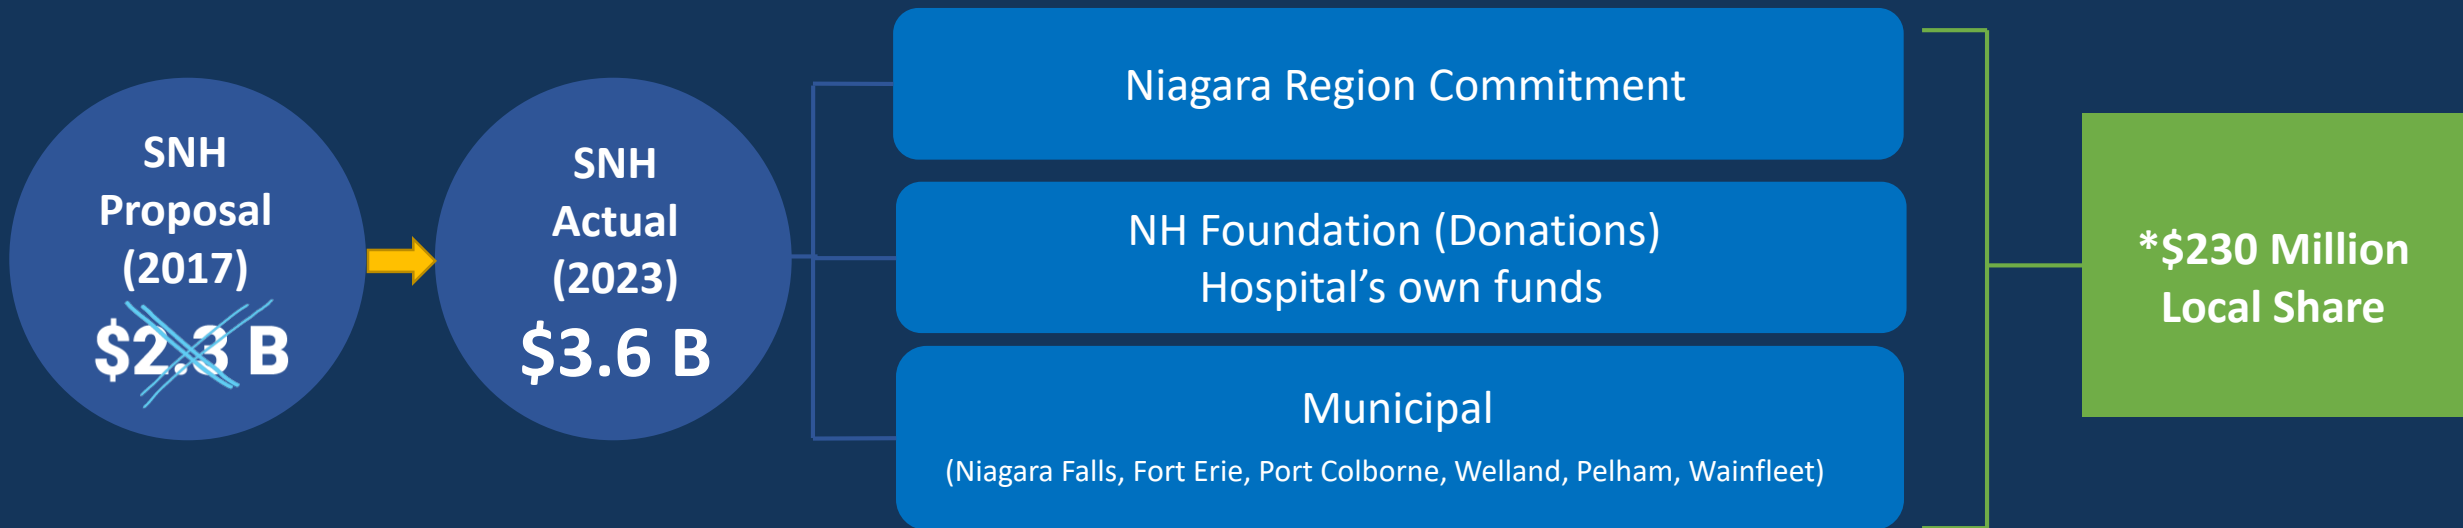 SNH
Proposal
(2017)
$2.3 B
SNH
Actual
(2023)
$3.6 B
Niagara Region Commitment
NH Foundation (Donations)
Hospital’s own funds
Municipal
(Niagara Falls, Fort Erie, Port Colborne, Welland, Pelham, Wainfleet)
*$230 Million
Local Share